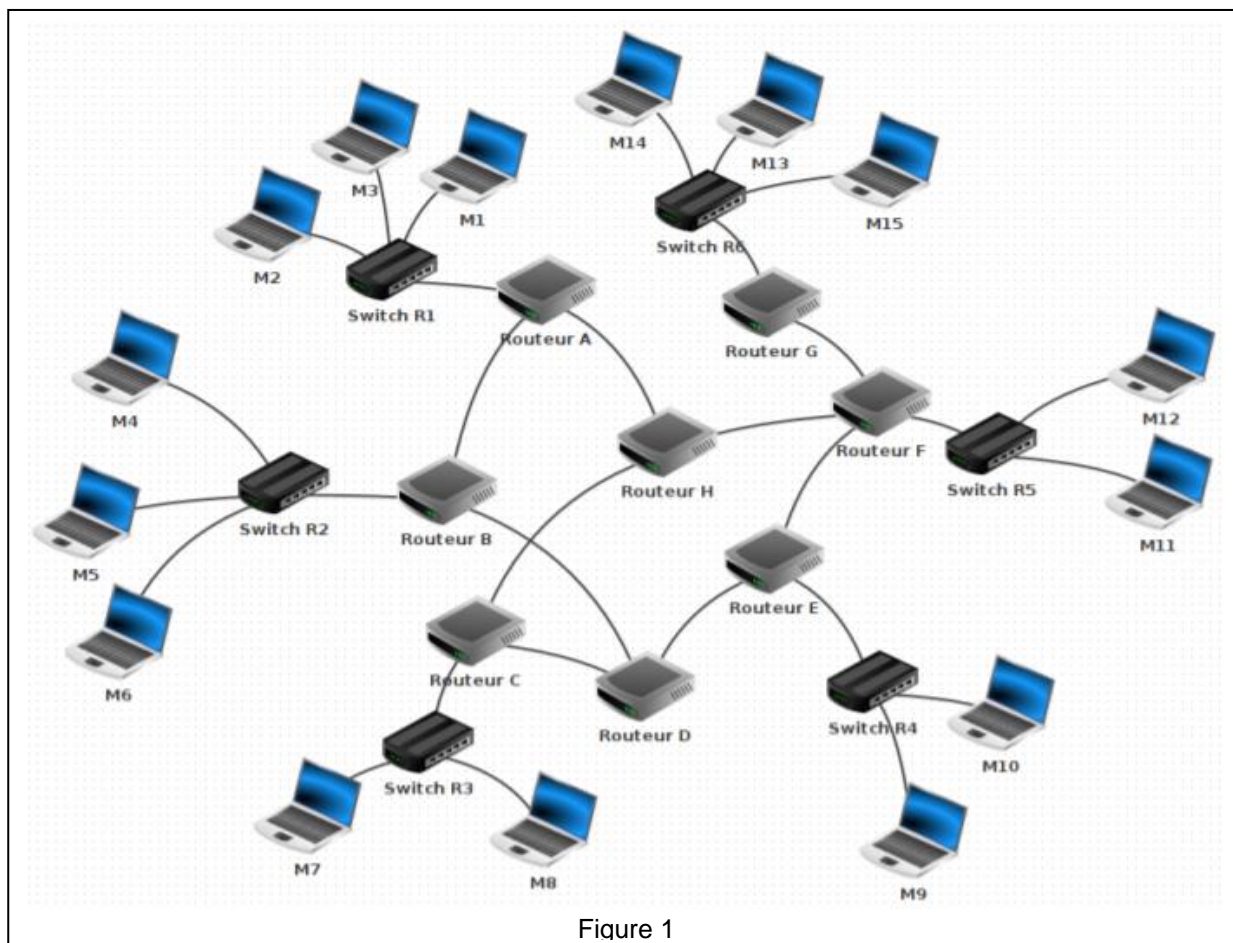 M14
M13
M3
M15
M1
Switch R6
M2
Switch R1
Routeur A
Routeur G
M12
M4
Routeur F
Routeur H
Switch R5
Switch R2
Routeur B
M11
M5
Routeur E
Routeur C
M6
Switch R4
Routeur D
M10
Switch R3
M7
M8
M9
Figure 1